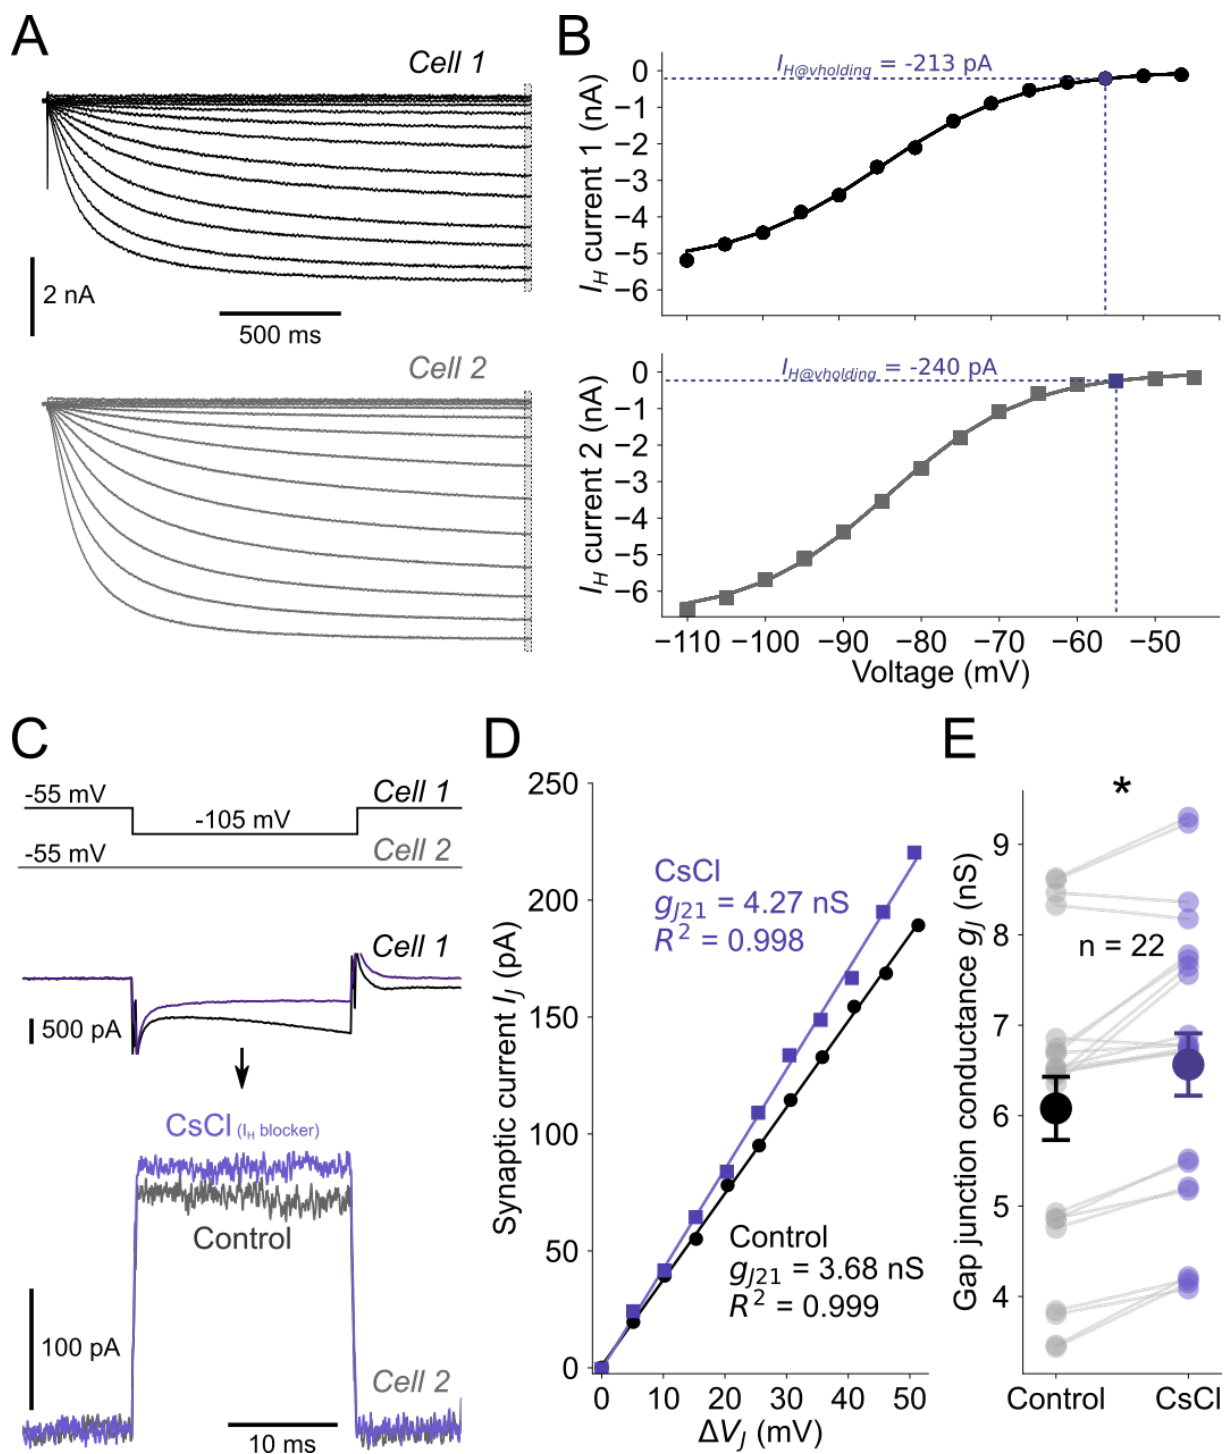 A
Cell 1
2 nA
500 ms
Cell 2
B
I_H@vholding = -213 pA
0
−1
−2
−3
−4
−5
−6
I_H current 1 (nA)
I_H@vholding = -240 pA
0
−1
−2
−3
−4
−5
−6
I_H current 2 (nA)
−110 −100 −90 −80 −70 −60 −50
Voltage (mV)
C
-55 mV
Cell 1
-105 mV
-55 mV
Cell 2
Cell 1
500 pA
CsCl (I_H blocker)
Control
100 pA
Cell 2
10 ms
D
250
200
150
100
50
0
Synaptic current I_J (pA)
CsCl
g_J21 = 4.27 nS
R² = 0.998
Control
g_J21 = 3.68 nS
R² = 0.999
0 10 20 30 40 50
ΔV_J (mV)
E
*
n = 22
9
8
7
6
5
4
Gap junction conductance g_J (nS)
Control CsCl